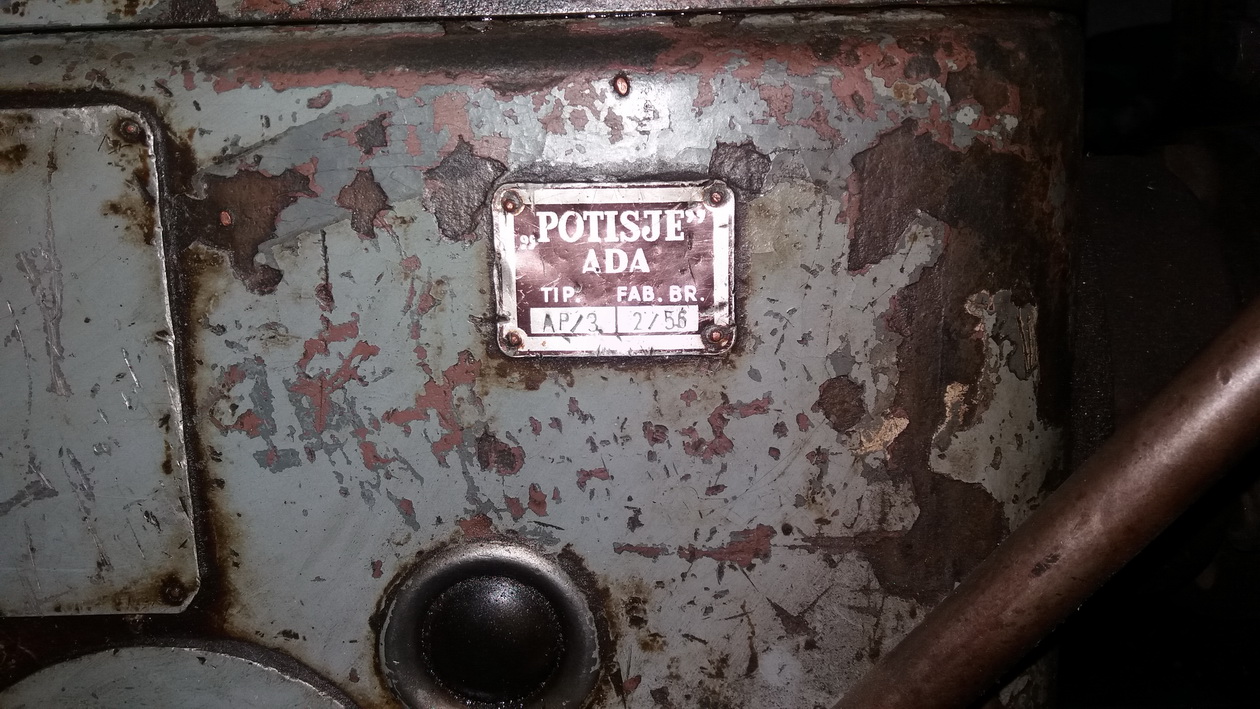 „POTISJE”
ADA
TIP. FAB. BR.
AP/3 2/56